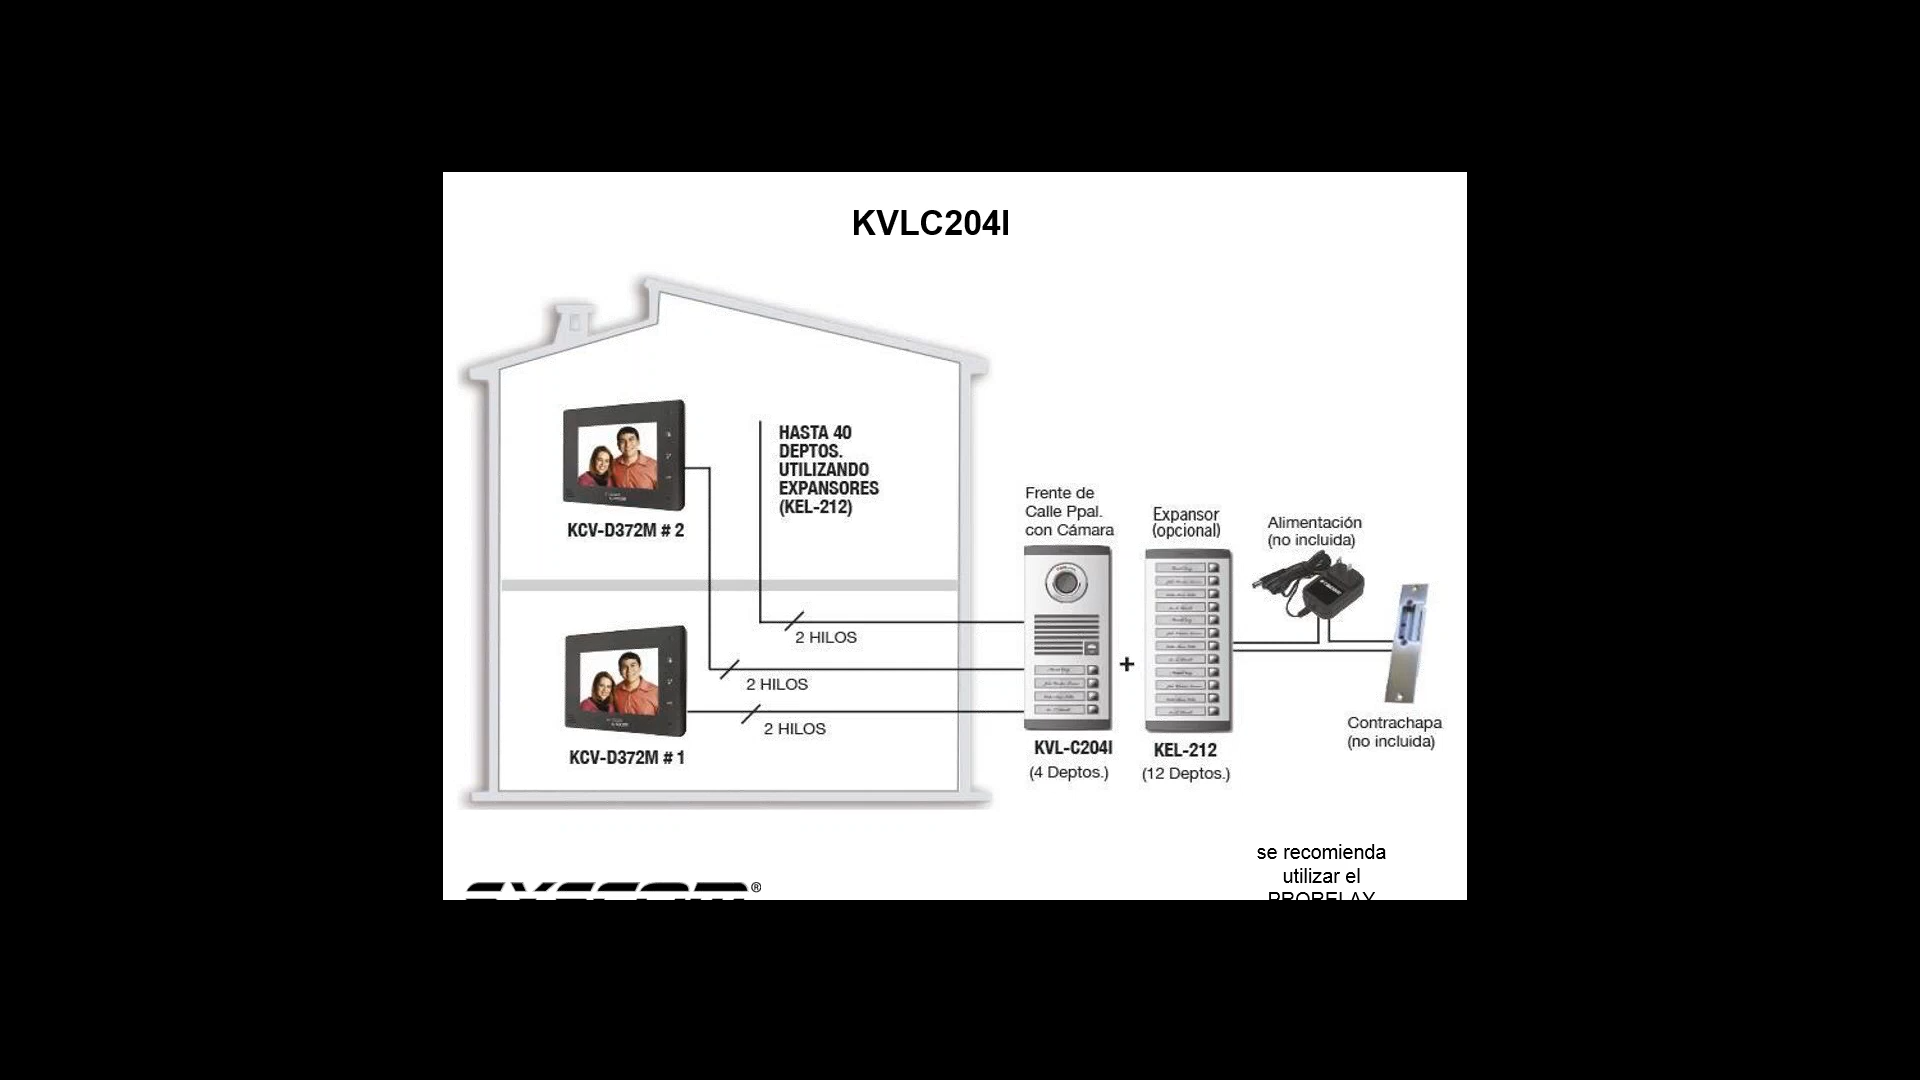 KVLC204I
HASTA 40
DEPTOS.
UTILIZANDO
EXPANSORES
(KEL-212)
KCV-D372M # 2
Frente de
Calle Ppal.
con Cámara
Expansor
(opcional)
Alimentación
(no incluida)
2 HILOS
2 HILOS
2 HILOS
+
KCV-D372M # 1
KVL-C204I
(4 Deptos.)
KEL-212
(12 Deptos.)
Contrachapa
(no incluida)
se recomienda
utilizar el
PRORELAY
®